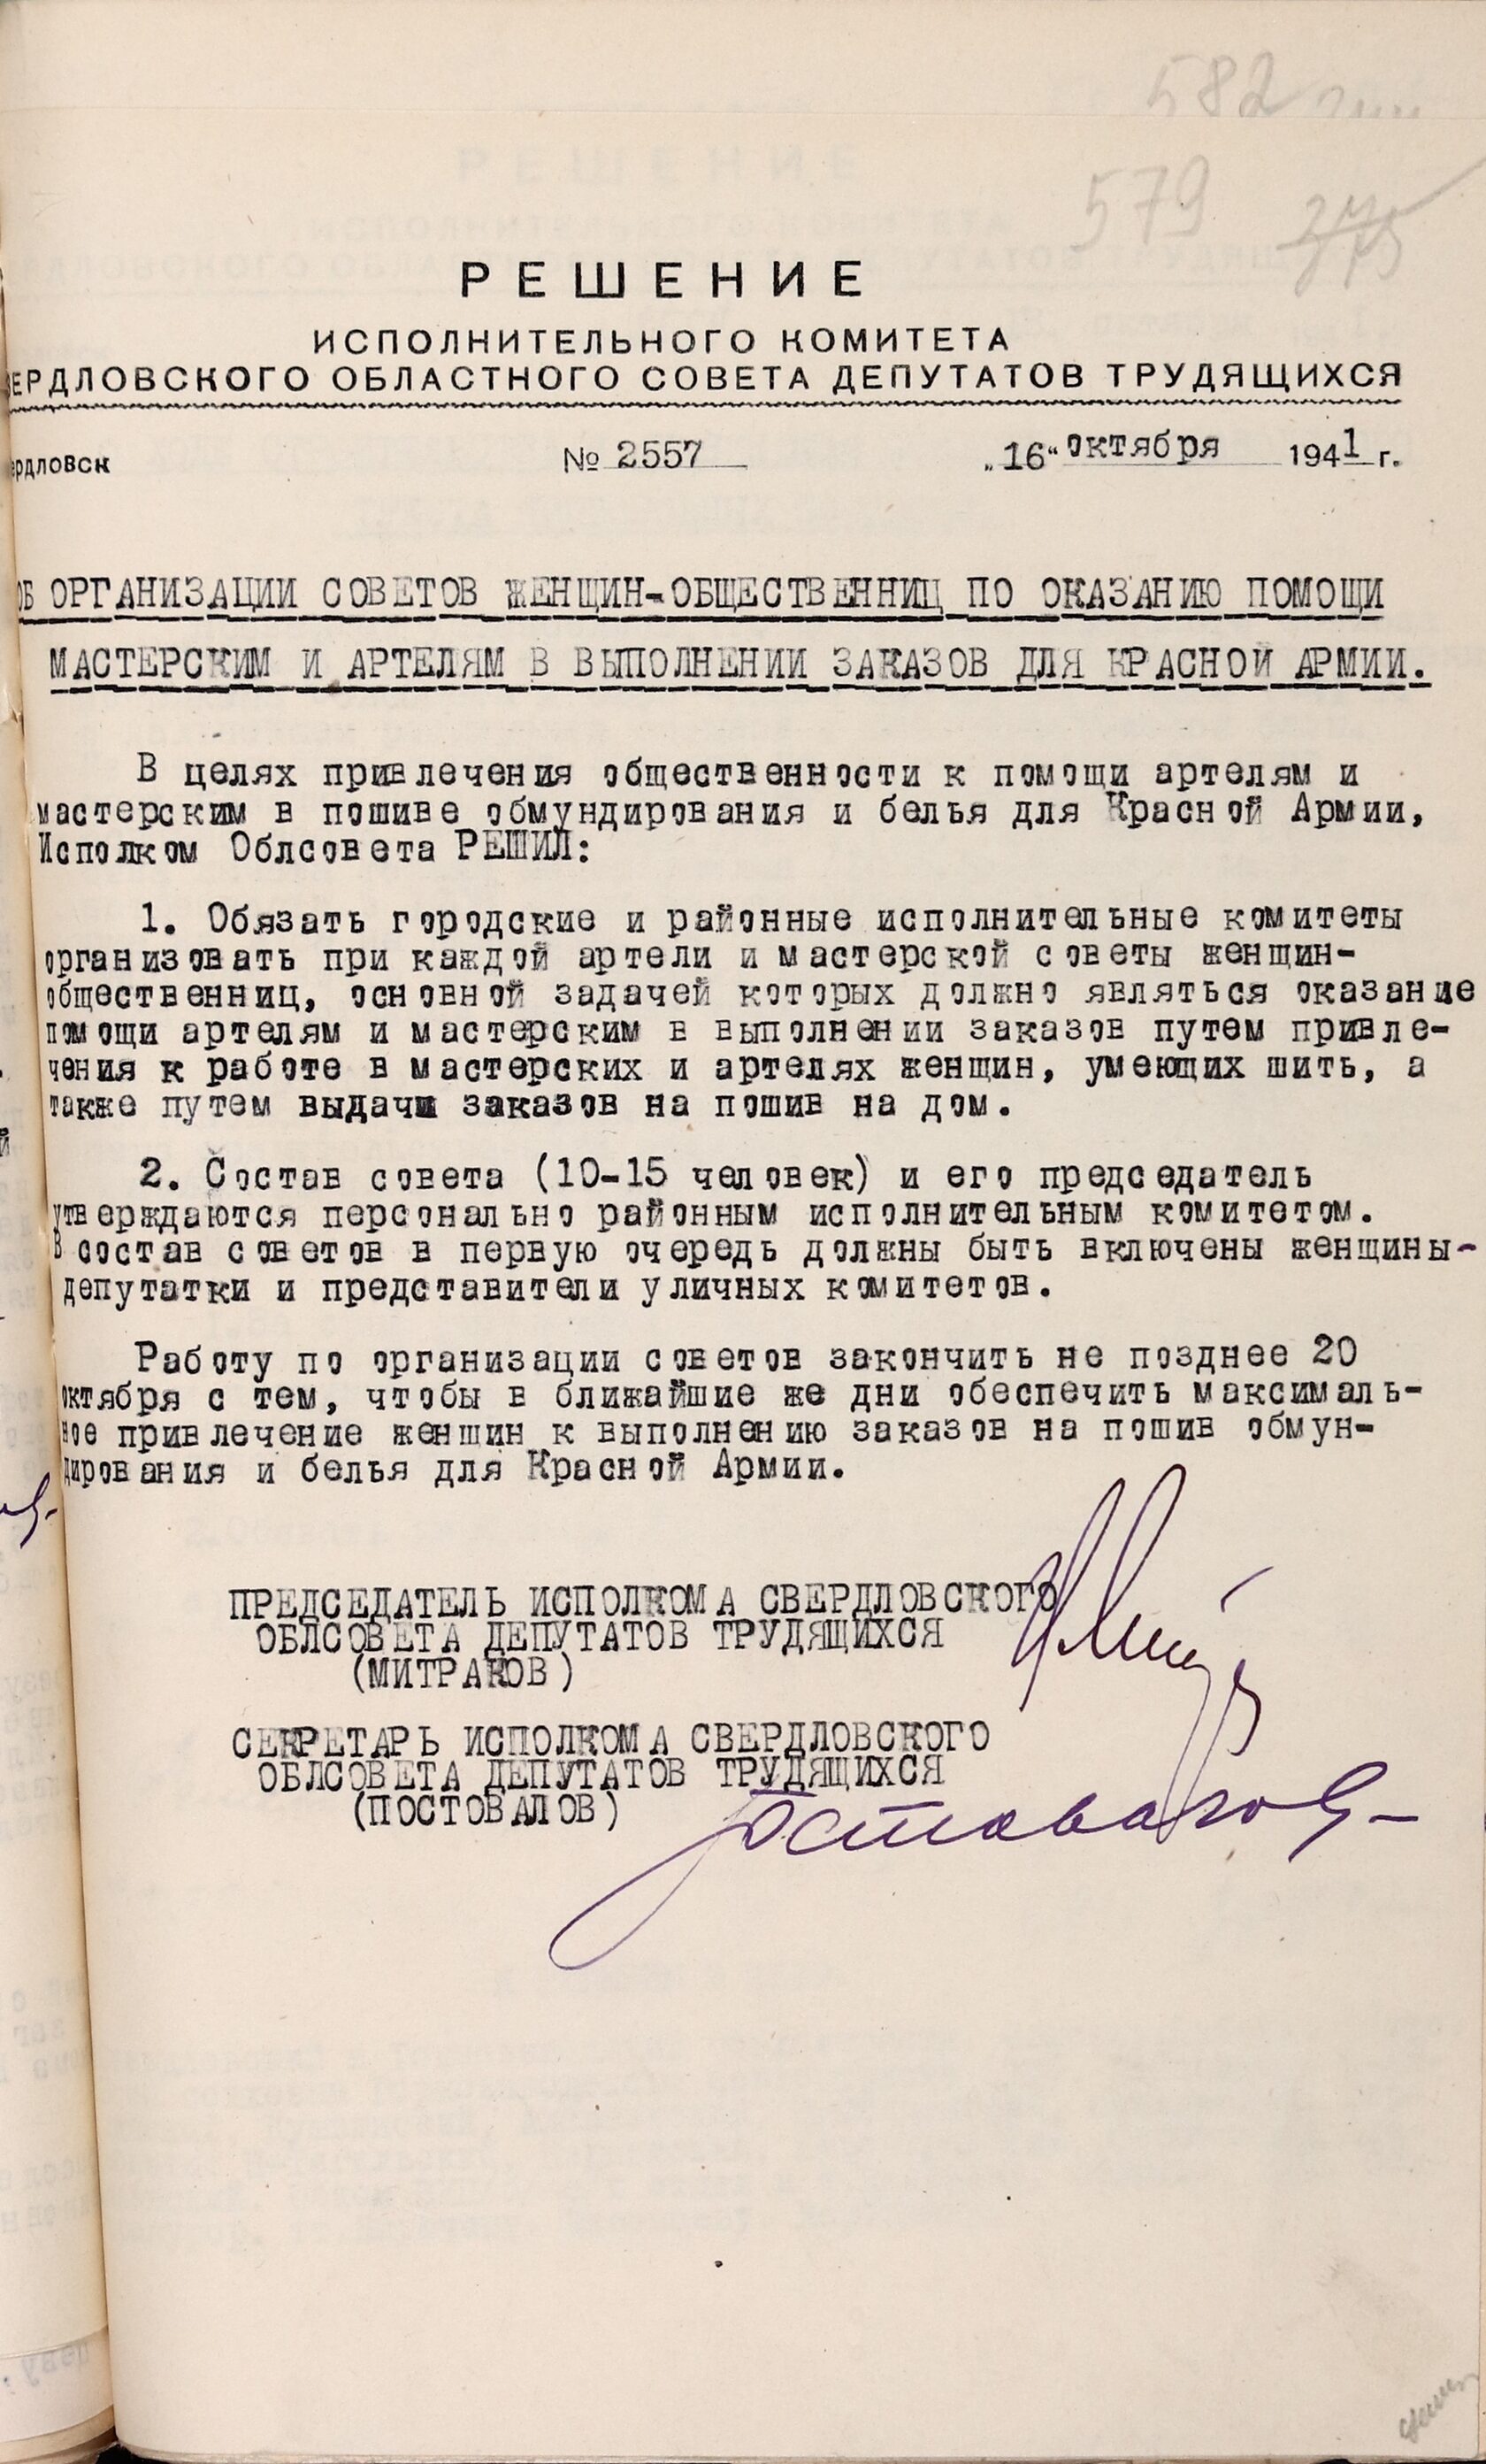 582
579
375
РЕШЕНИЕ
ИСПОЛНИТЕЛЬНОГО КОМИТЕТА
ВЕРДЛОВСКОГО ОБЛАСТНОГО СОВЕТА ДЕПУТАТОВ ТРУДЯЩИХСЯ
ердловск № 2557 „16“ октября 1941 г.
ОБ ОРГАНИЗАЦИИ СОВЕТОВ ЖЕНЩИН-ОБЩЕСТВЕННИЦ ПО ОКАЗАНИЮ ПОМОЩИ
МАСТЕРСКИМ И АРТЕЛЯМ В ВЫПОЛНЕНИИ ЗАКАЗОВ ДЛЯ КРАСНОЙ АРМИИ.
В целях привлечения общественности к помощи артелям и
мастерским в пошиве обмундирования и белья для Красной Армии,
Исполком Облсовета РЕШИЛ:
1. Обязать городские и районные исполнительные комитеты
организовать при каждой артели и мастерской советы женщин-
общественниц, основной задачей которых должно являться оказание
помощи артелям и мастерским в выполнении заказов путем привле-
чения к работе в мастерских и артелях женщин, умеющих шить, а
также путем выдачи заказов на пошив на дом.
2. Состав совета (10-15 человек) и его председатель
утверждаются персонально районным исполнительным комитетом.
В состав советов в первую очередь должны быть включены женщины-
депутатки и представители уличных комитетов.
Работу по организации советов закончить не позднее 20
октября с тем, чтобы в ближайшие же дни обеспечить максималь-
ное привлечение женщин к выполнению заказов на пошив обмун-
дирования и белья для Красной Армии.
ПРЕДСЕДАТЕЛЬ ИСПОЛКОМА СВЕРДЛОВСКОГО
ОБЛСОВЕТА ДЕПУТАТОВ ТРУДЯЩИХСЯ
(МИТРАКОВ)
СЕКРЕТАРЬ ИСПОЛКОМА СВЕРДЛОВСКОГО
ОБЛСОВЕТА ДЕПУТАТОВ ТРУДЯЩИХСЯ
(ПОСТОВАЛОВ)
Постовалов